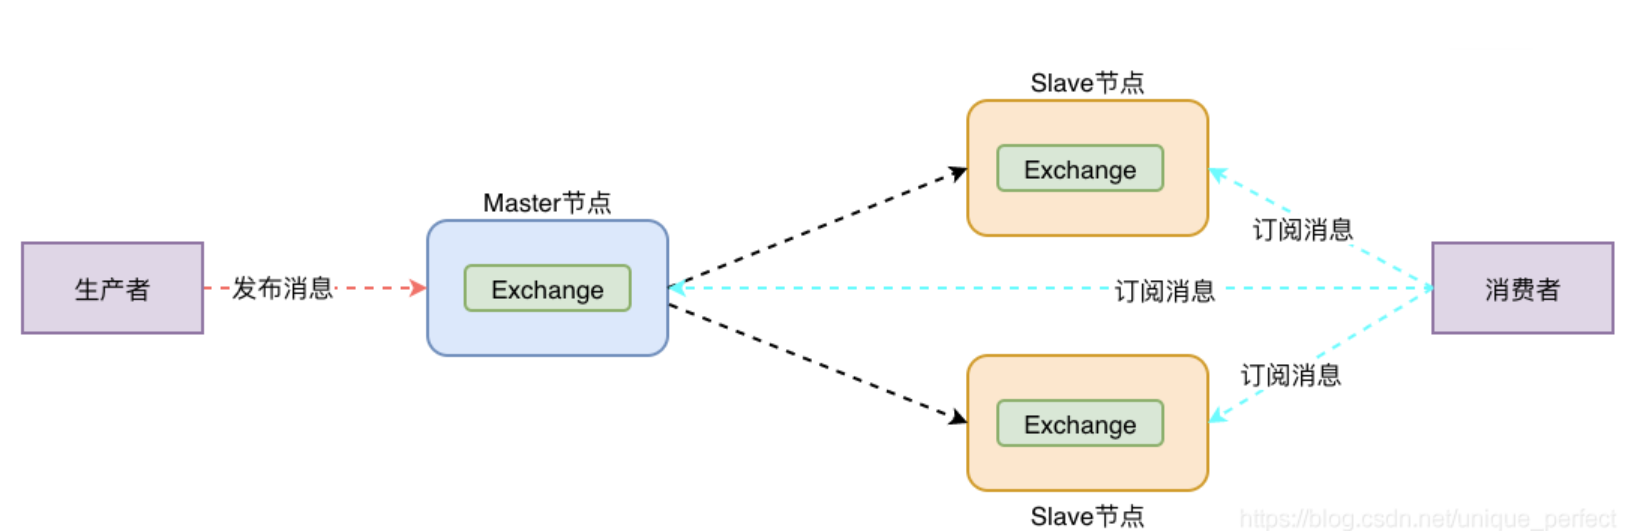 Slave节点
Exchange
Master节点
订阅消息
生产者
发布消息
Exchange
订阅消息
消费者
订阅消息
Exchange
Slave节点
https://blog.csdn.net/unique_perfect